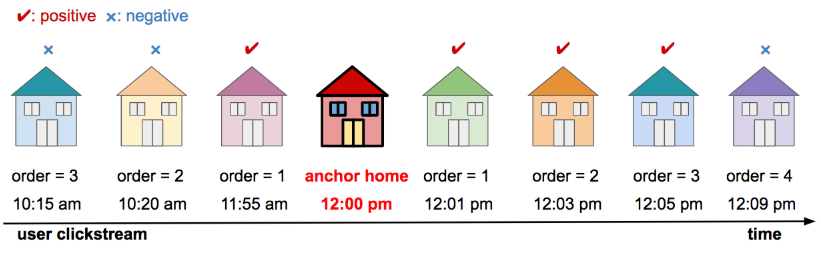 ✔: positive ×: negative
order = 3 order = 2 order = 1 anchor home order = 1 order = 2 order = 3 order = 4
10:15 am 10:20 am 11:55 am 12:00 pm 12:01 pm 12:03 pm 12:05 pm 12:09 pm
user clickstream time